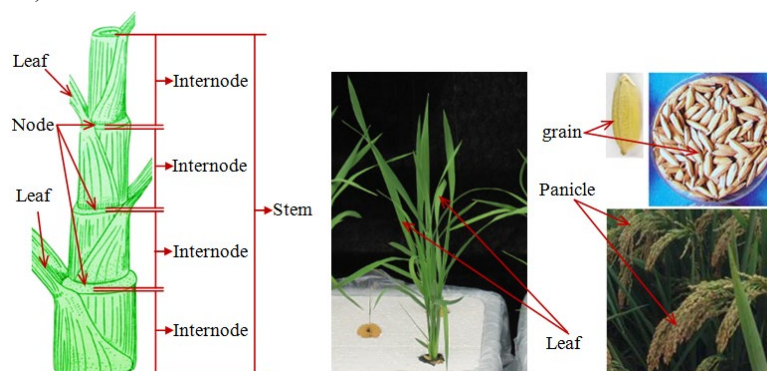 Leaf
Internode
Node
Internode
Leaf
Stem
Internode
Internode
Leaf
grain
Panicle